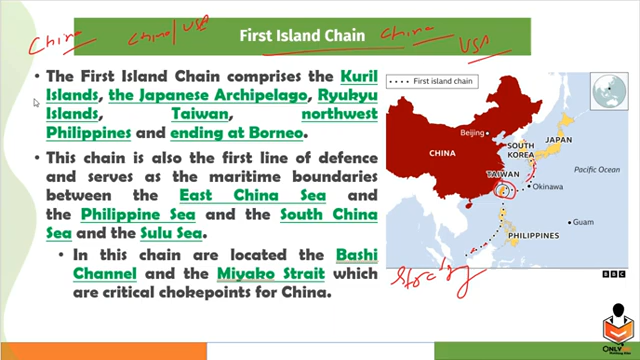 China
China/USA
First Island Chain
China
USA
The First Island Chain comprises the Kuril
Islands, the Japanese Archipelago, Ryukyu
Islands, Taiwan, northwest
Philippines and ending at Borneo.
This chain is also the first line of defence
and serves as the maritime boundaries
between the East China Sea and
the Philippine Sea and the South China
Sea and the Sulu Sea.
In this chain are located the Bashi
Channel and the Miyako Strait which
are critical chokepoints for China.
First island chain
Beijing
SOUTH
KOREA
JAPAN
CHINA
TAIWAN
Pacific Ocean
Okinawa
Guam
PHILIPPINES
BBC
Strategy